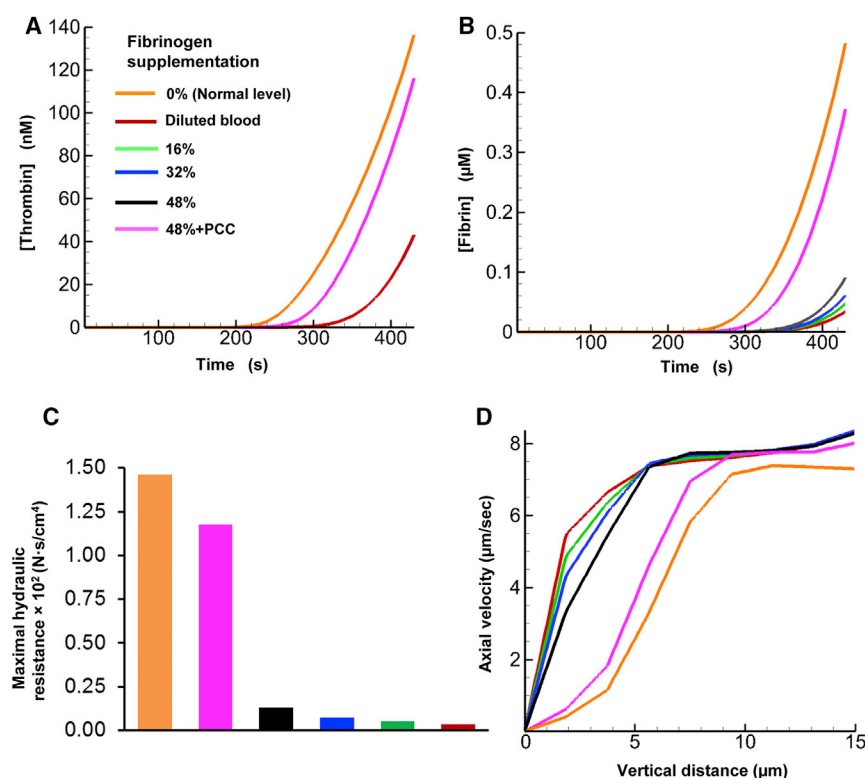 A
140
120
100
80
60
40
20
0
[Thrombin] (nM)
Fibrinogen
supplementation
0% (Normal level)
Diluted blood
16%
32%
48%
48%+PCC
100
200
300
400
Time (s)
B
0.5
0.4
0.3
0.2
0.1
0
[Fibrin] (µM)
100
200
300
400
Time (s)
C
1.50
1.25
1.00
0.75
0.50
0.25
0.00
Maximal hydraulic
resistance × 10² (N·s/cm⁴)
D
8
6
4
2
Axial velocity (µm/sec)
0
5
10
15
Vertical distance (µm)